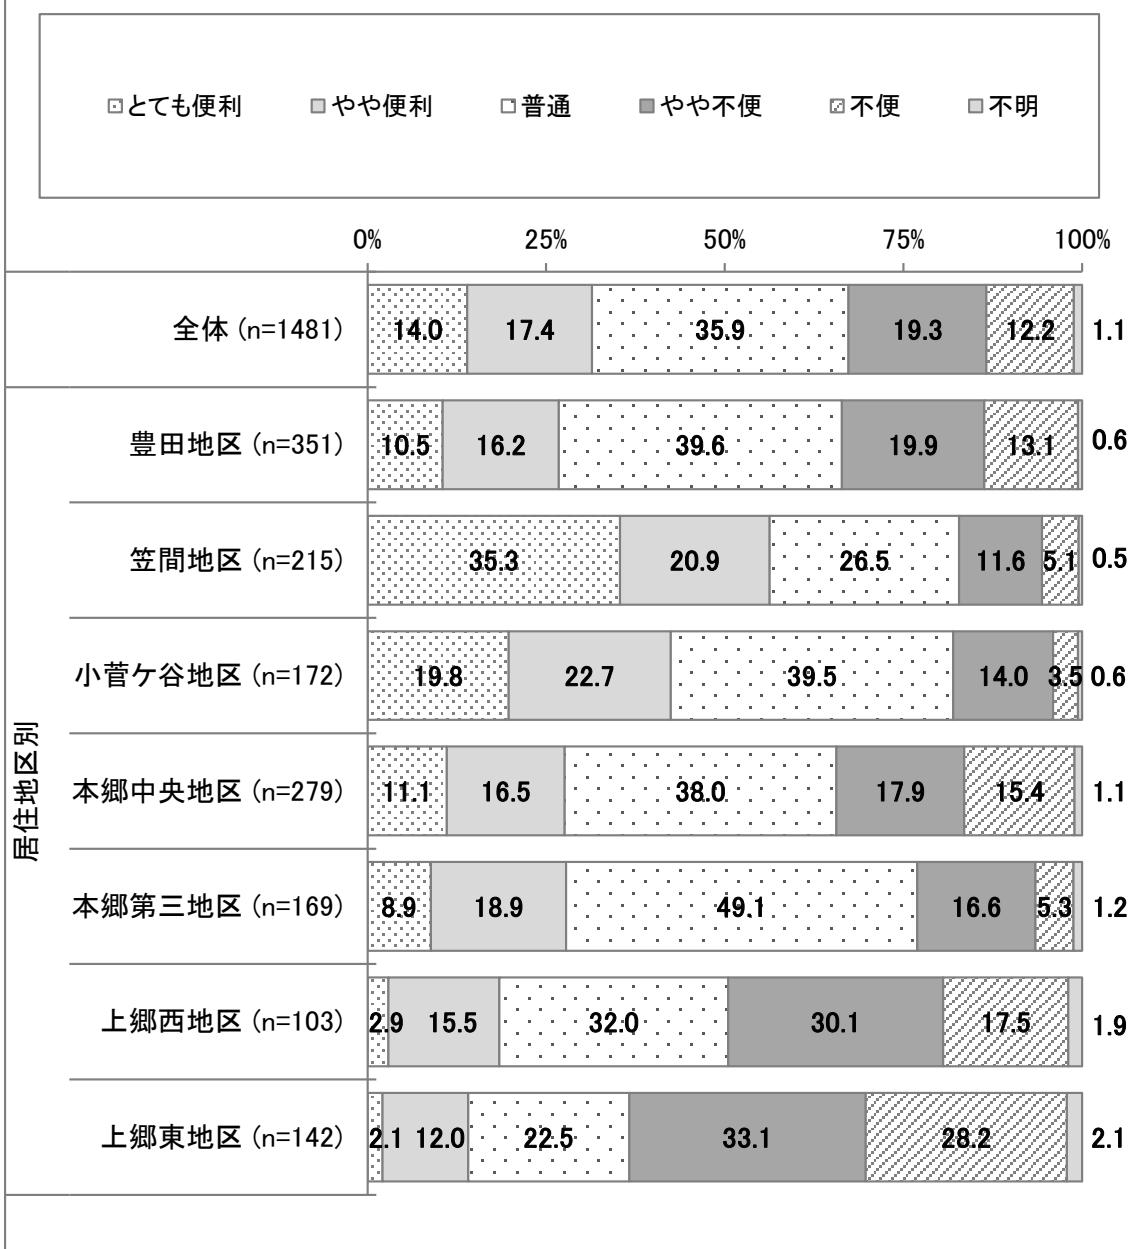 とても便利 やや便利 普通 やや不便 不便 不明
0% 25% 50% 75% 100%
全体 (n=1481) 14.0 17.4 35.9 19.3 12.2 1.1
居住地区別
豊田地区 (n=351) 10.5 16.2 39.6 19.9 13.1 0.6
笠間地区 (n=215) 35.3 20.9 26.5 11.6 5.1 0.5
小菅ケ谷地区 (n=172) 19.8 22.7 39.5 14.0 3.5 0.6
本郷中央地区 (n=279) 11.1 16.5 38.0 17.9 15.4 1.1
本郷第三地区 (n=169) 8.9 18.9 49.1 16.6 5.3 1.2
上郷西地区 (n=103) 2.9 15.5 32.0 30.1 17.5 1.9
上郷東地区 (n=142) 2.1 12.0 22.5 33.1 28.2 2.1